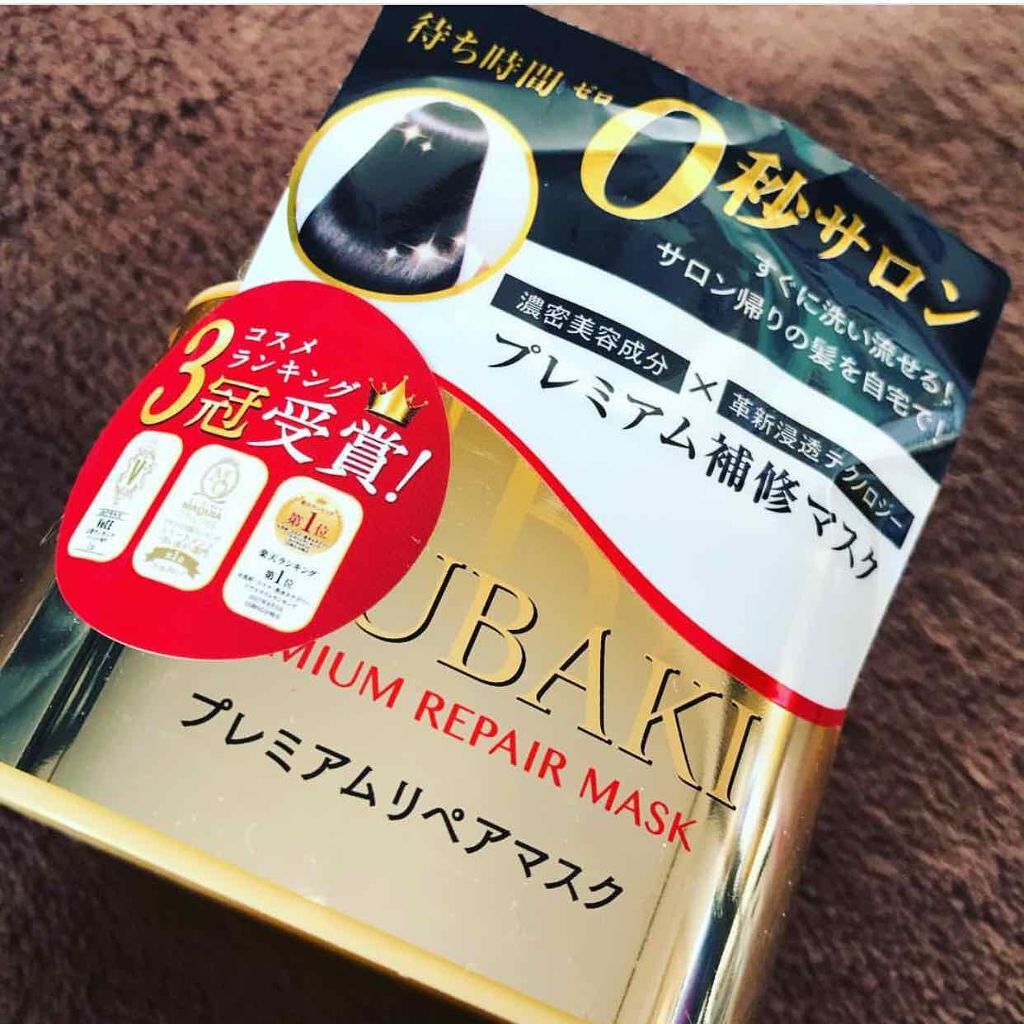 待ち時間 ゼロ
0秒サロン
すぐに洗い流せる!
サロン帰りの髪を自宅で!
濃密美容成分×革新浸透テクノロジー
プレミアム補修マスク
コスメ
ランキング
3冠受賞!
VoCE
MAQUIA
第1位
楽天ランキング
第1位
UBAKI
MIUM REPAIR MASK
プレミアムリペアマスク